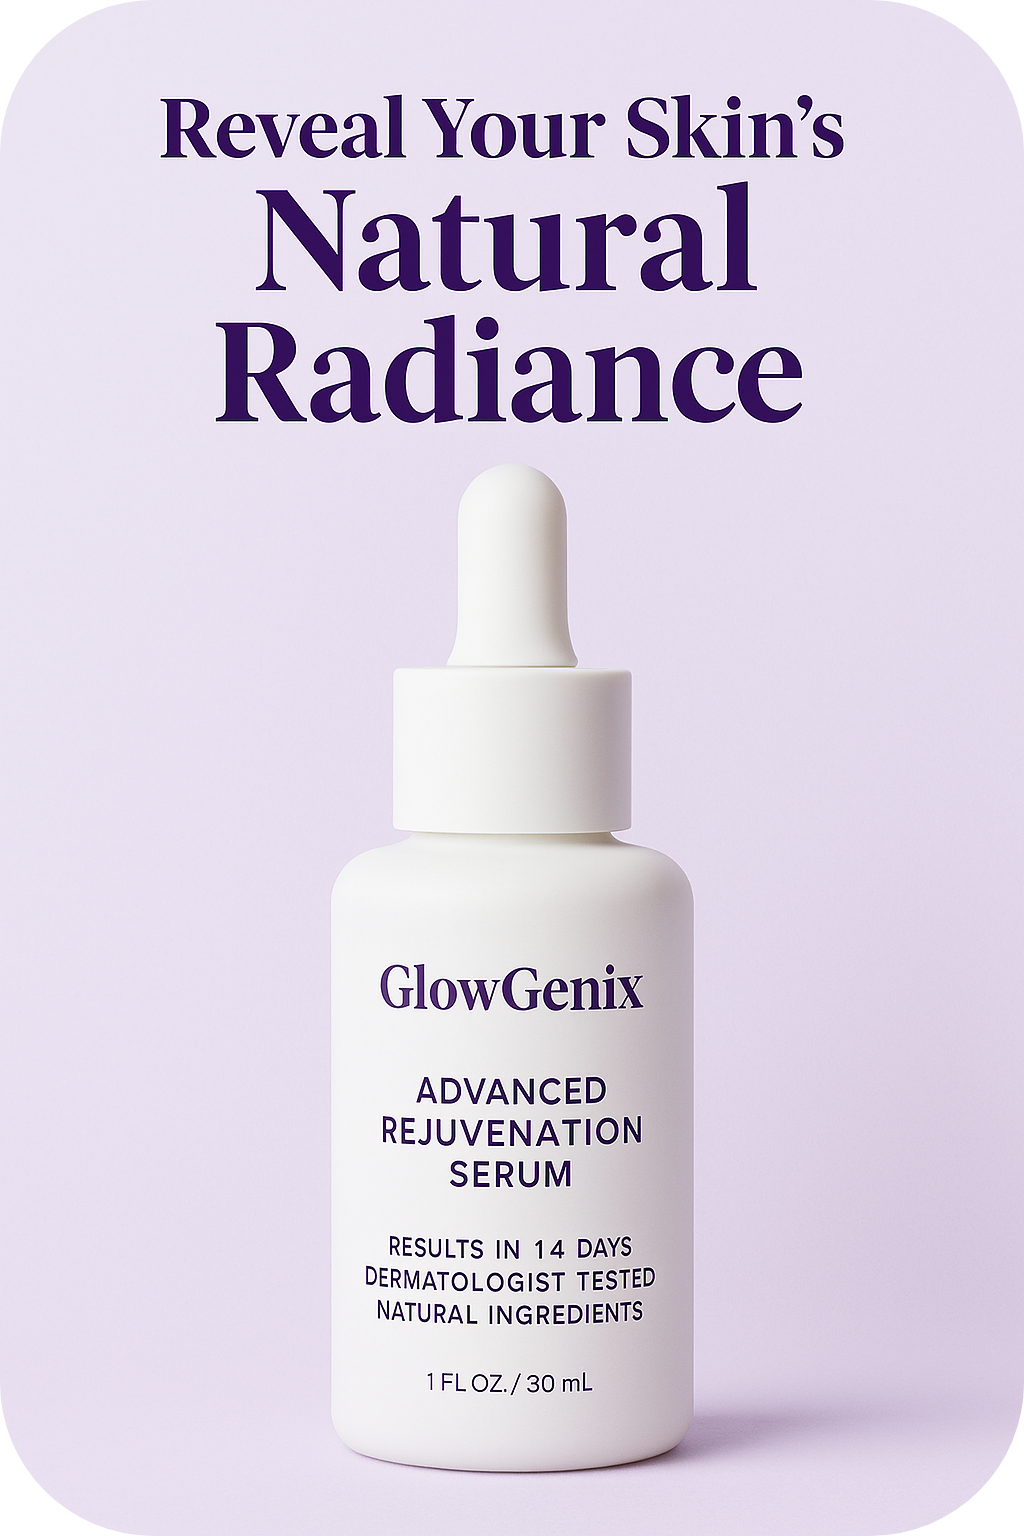 Reveal Your Skin’s
Natural
Radiance
GlowGenix
ADVANCED
REJUVENATION
SERUM
RESULTS IN 14 DAYS
DERMATOLOGIST TESTED
NATURAL INGREDIENTS
1 FL OZ. / 30 mL